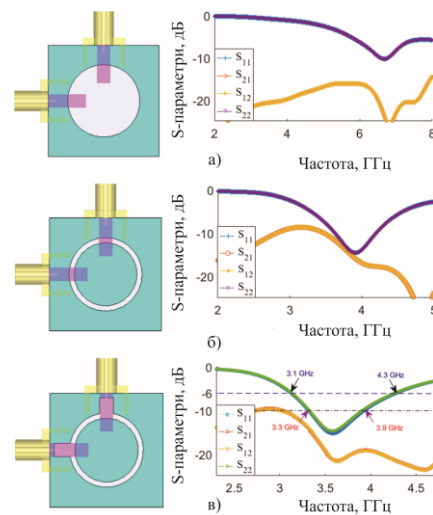 S-параметри, дБ
0
-10
-20
S11
S21
S12
S22
2
4
6
8
а)
Частота, ГГц
S-параметри, дБ
0
-10
-20
S11
S21
S12
S22
2
3
4
5
б)
Частота, ГГц
S-параметри, дБ
0
-6
-10
-20
3.1 GHz
4.3 GHz
3.3 GHz
3.9 GHz
S11
S21
S12
S22
2.5
3
3.5
4
4.5
в)
Частота, ГГц